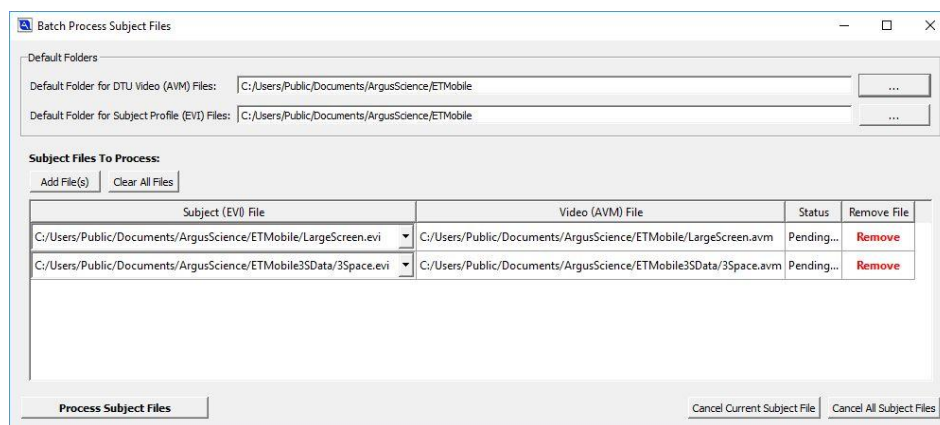 Batch Process Subject Files
Default Folders
Default Folder for DTU Video (AVM) Files: C:/Users/Public/Documents/ArgusScience/ETMobile ...
Default Folder for Subject Profile (EVI) Files: C:/Users/Public/Documents/ArgusScience/ETMobile ...
Subject Files To Process:
Add File(s) Clear All Files
Subject (EVI) File Video (AVM) File Status Remove File
C:/Users/Public/Documents/ArgusScience/ETMobile/LargeScreen.evi C:/Users/Public/Documents/ArgusScience/ETMobile/LargeScreen.avm Pending... Remove
C:/Users/Public/Documents/ArgusScience/ETMobile3SData/3Space.evi C:/Users/Public/Documents/ArgusScience/ETMobile3SData/3Space.avm Pending... Remove
Process Subject Files Cancel Current Subject File Cancel All Subject Files